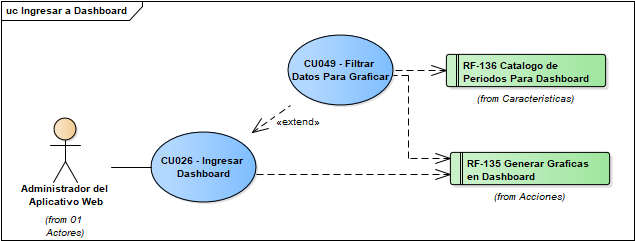 uc Ingresar a Dashboard
CU049 - Filtrar
Datos Para Graficar
RF-136 Catalogo de
Periodos Para Dashboard
(from Caracteristicas)
«extend»
CU026 - Ingresar
Dashboard
RF-135 Generar Graficas
en Dashboard
(from Acciones)
Administrador del
Aplicativo Web
(from 01
Actores)